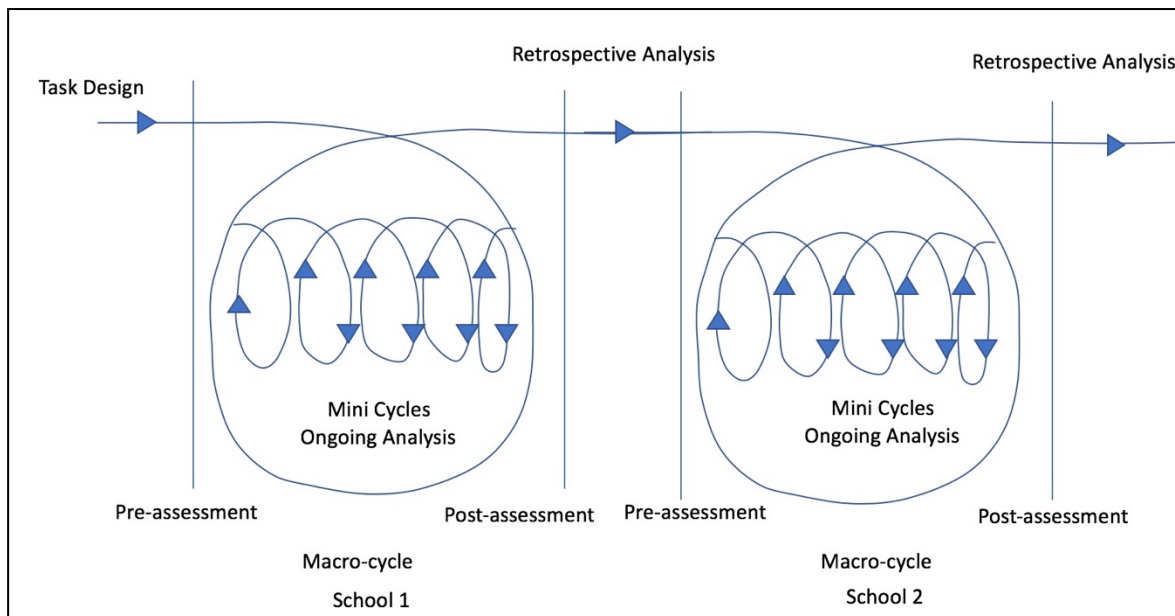 Retrospective Analysis
Retrospective Analysis
Task Design
Mini Cycles
Ongoing Analysis
Mini Cycles
Ongoing Analysis
Pre-assessment
Post-assessment
Pre-assessment
Post-assessment
Macro-cycle
School 1
Macro-cycle
School 2